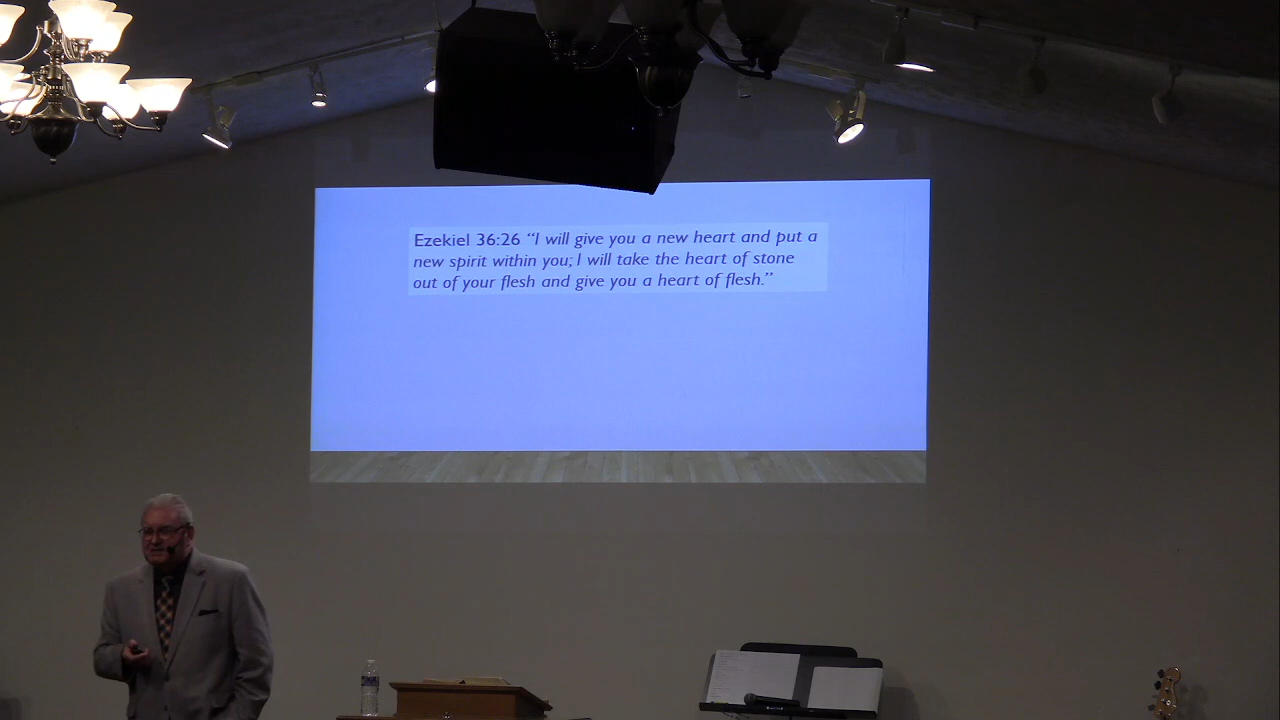 Ezekiel 36:26 “I will give you a new heart and put a
new spirit within you; I will take the heart of stone
out of your flesh and give you a heart of flesh.”